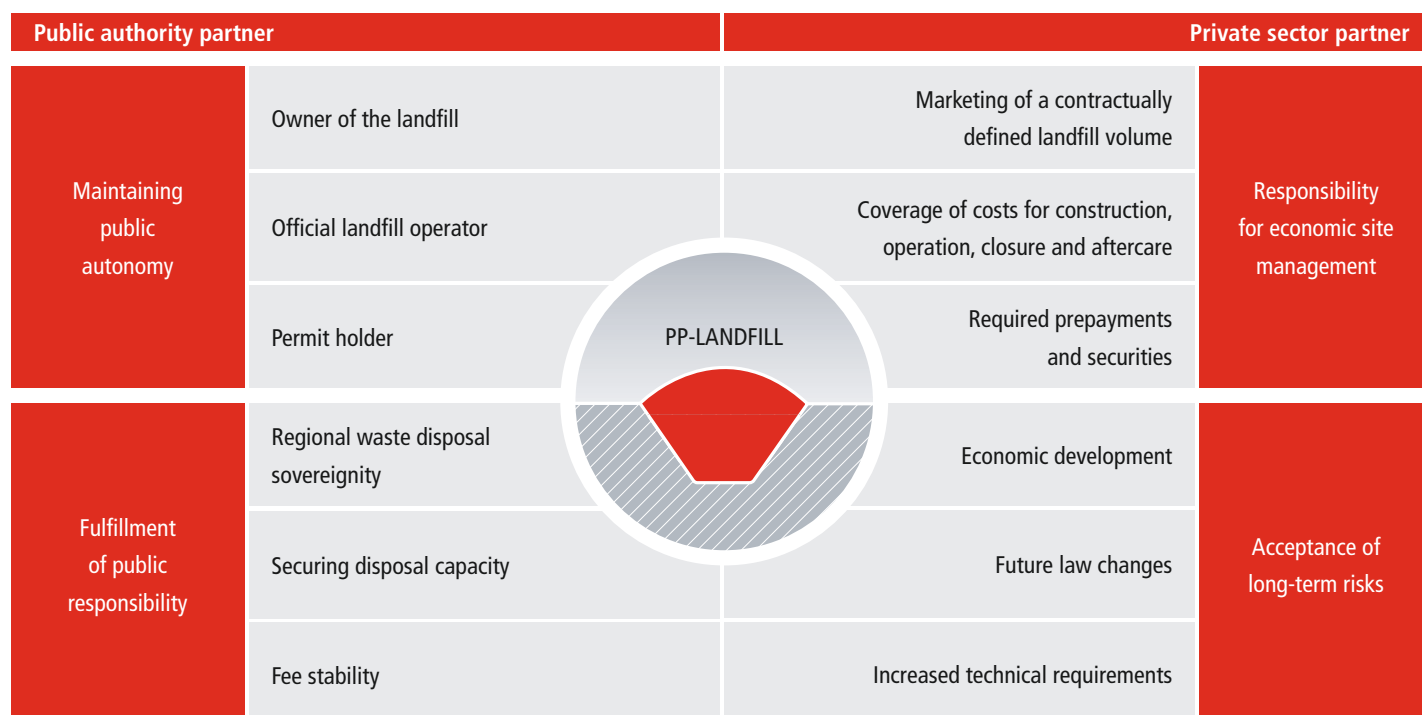 Public authority partner
Private sector partner
Maintaining
public
autonomy
Owner of the landfill
Official landfill operator
Permit holder
Marketing of a contractually
defined landfill volume
Coverage of costs for construction,
operation, closure and aftercare
Required prepayments
and securities
Responsibility
for economic site
management
PP-LANDFILL
Fulfillment
of public
responsibility
Regional waste disposal
sovereignity
Securing disposal capacity
Fee stability
Economic development
Future law changes
Increased technical requirements
Acceptance of
long-term risks